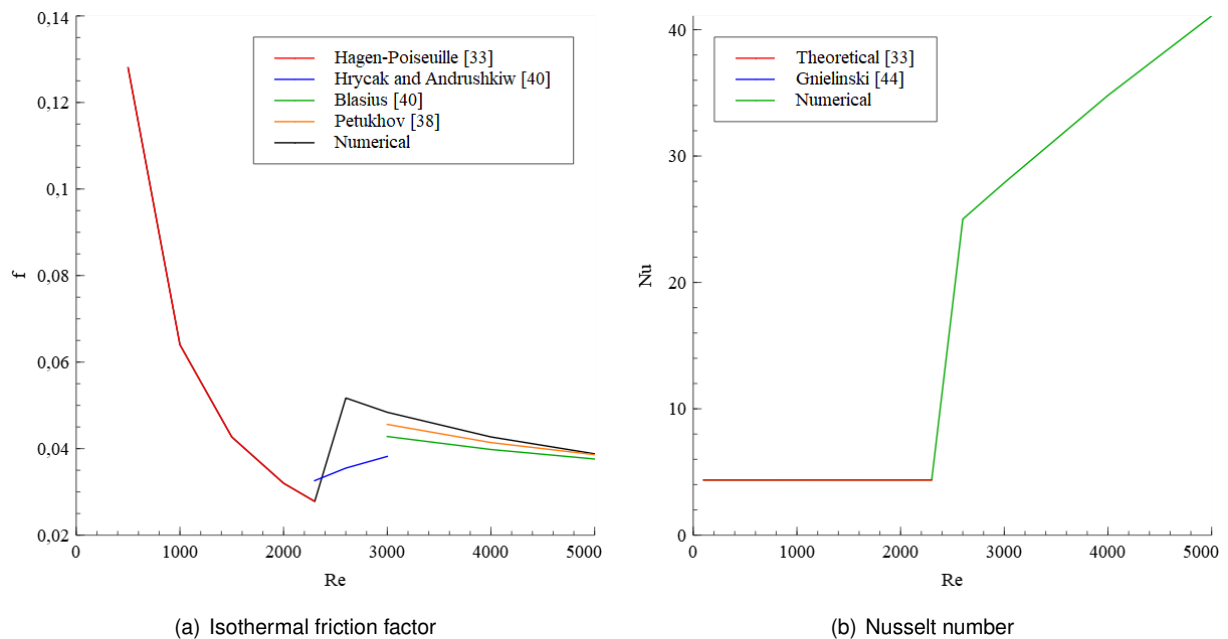 0,14
0,12
0,1
0,08
0,06
0,04
0,02
f
0
1000
2000
3000
4000
5000
Re
Hagen-Poiseuille [33]
Hrycak and Andrushkiw [40]
Blasius [40]
Petukhov [38]
Numerical
(a) Isothermal friction factor
40
30
20
10
0
Nu
0
1000
2000
3000
4000
5000
Re
Theoretical [33]
Gnielinski [44]
Numerical
(b) Nusselt number